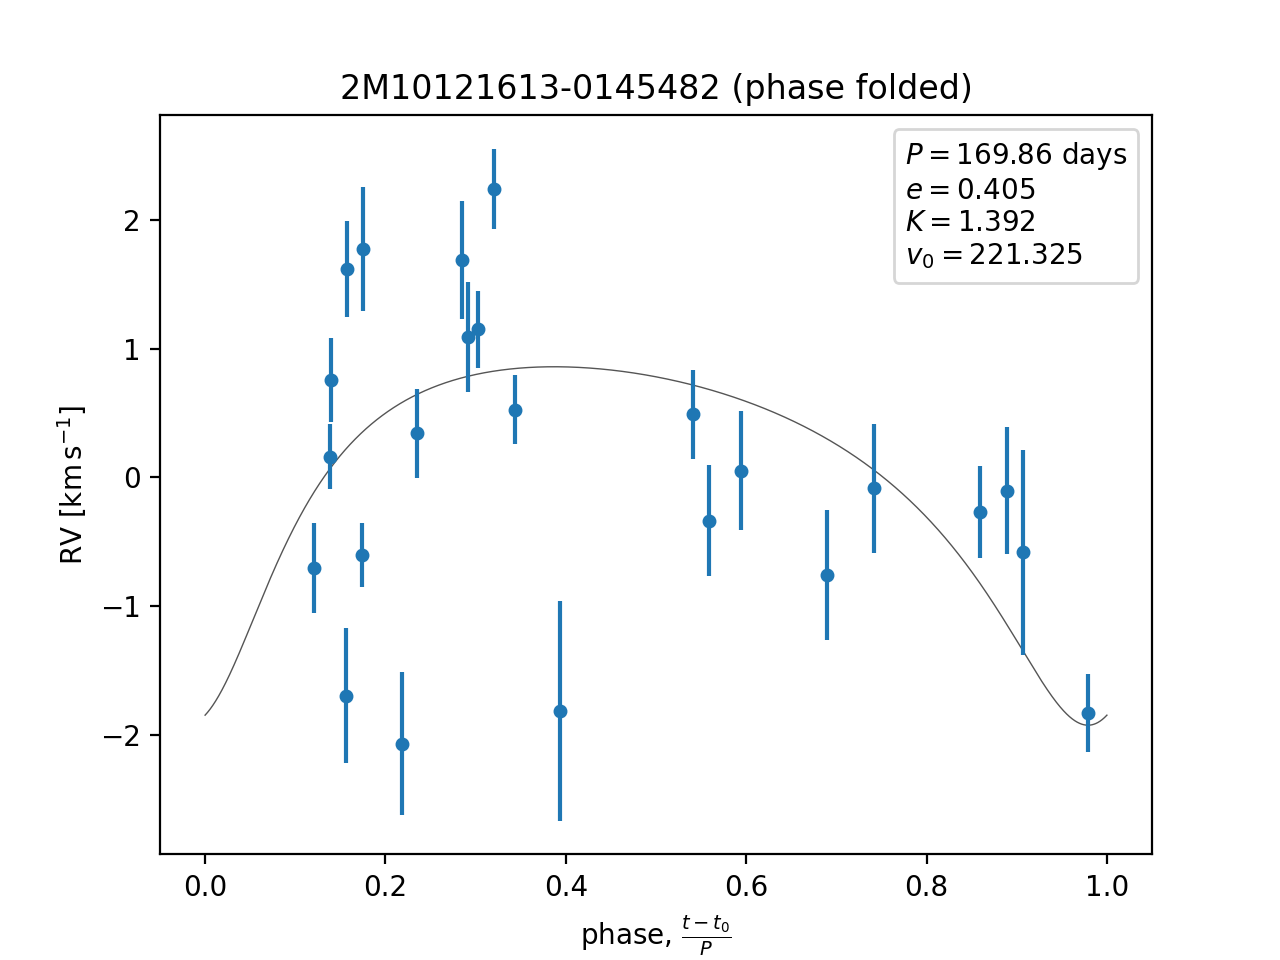 2M10121613-0145482 (phase folded)
P = 169.86 days
e = 0.405
K = 1.392
v₀ = 221.325
2
1
0
−1
−2
RV [km s⁻¹]
0.0 0.2 0.4 0.6 0.8 1.0
phase, (t − t₀)/P